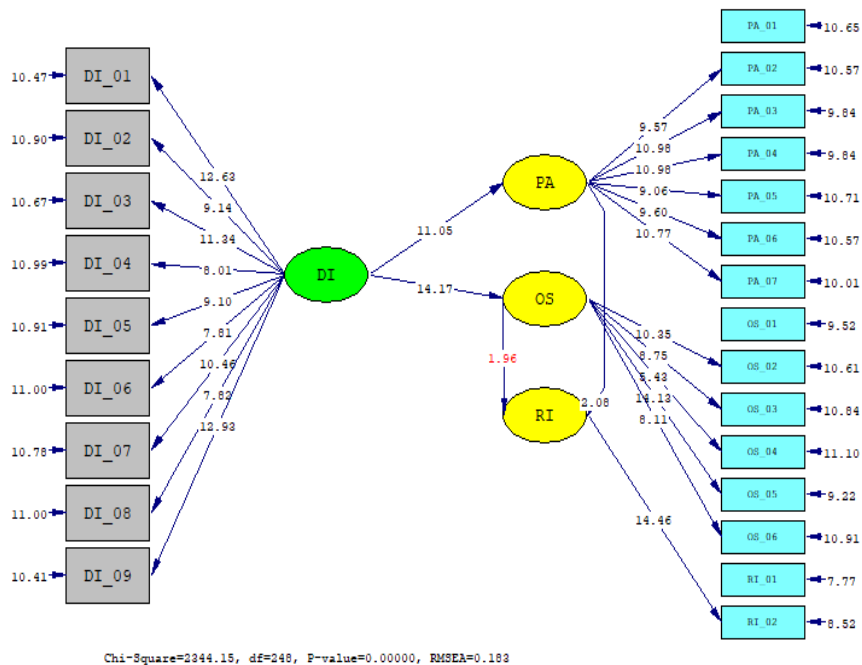 10.47 DI_01
10.90 DI_02
10.67 DI_03
10.99 DI_04
10.91 DI_05
11.00 DI_06
10.78 DI_07
11.00 DI_08
10.41 DI_09
12.63
9.14
11.34
8.01
9.10
7.81
10.46
7.82
12.93
DI
11.05
14.17
PA
OS
1.96
RI
2.08
9.57
10.98
10.98
9.06
9.60
10.77
10.35
8.75
5.43
14.13
8.11
14.46
PA_01 10.65
PA_02 10.57
PA_03 9.84
PA_04 9.84
PA_05 10.71
PA_06 10.57
PA_07 10.01
OS_01 9.52
OS_02 10.61
OS_03 10.84
OS_04 11.10
OS_05 9.22
OS_06 10.91
RI_01 7.77
RI_02 8.52
Chi-Square=2344.15, df=248, P-value=0.00000, RMSEA=0.183